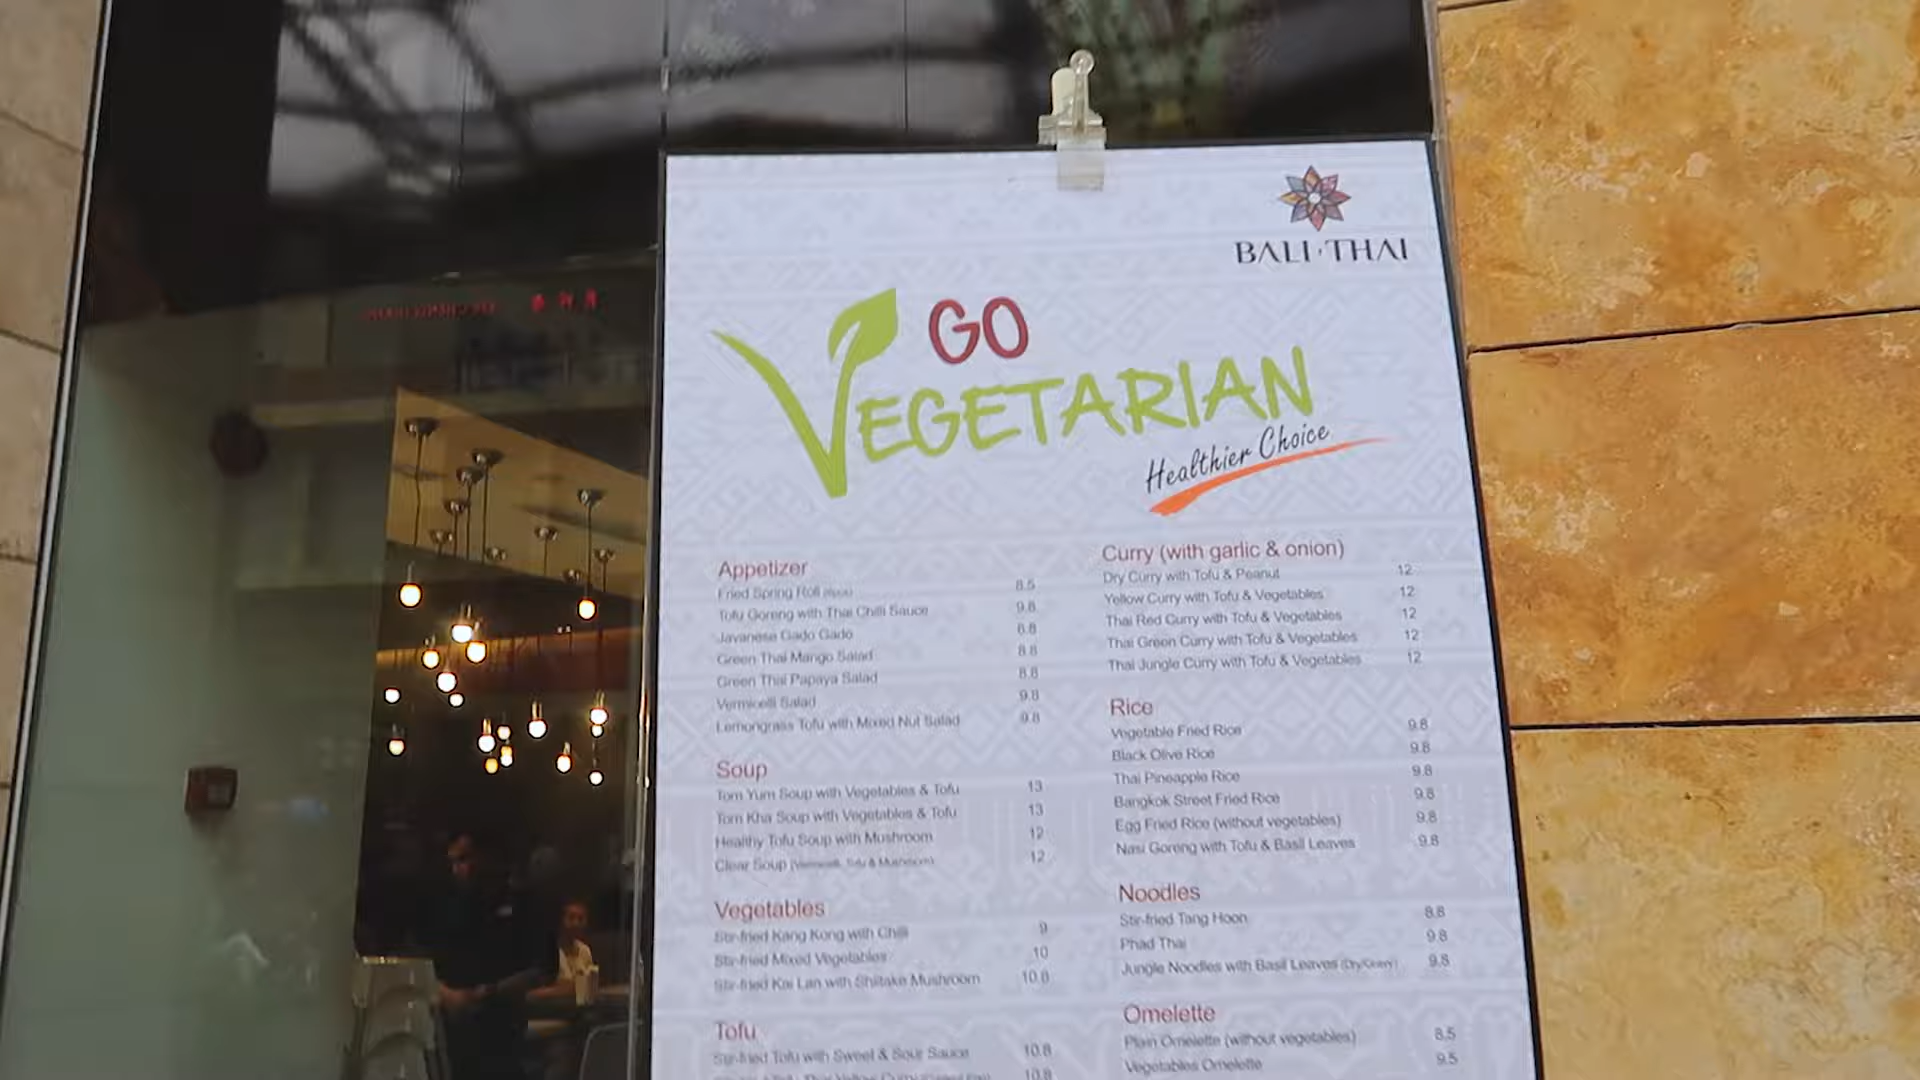 BALI·THAI
GO
VEGETARIAN
Healthier Choice
Appetizer
Fried Spring Roll 8.5
Tofu Goreng with Thai Chilli Sauce 9.8
Javanese Gado Gado 8.8
Green Thai Mango Salad 8.8
Green Thai Papaya Salad 8.8
Vermicelli Salad 9.8
Lemongrass Tofu with Mixed Nut Salad 9.8
Soup
Tom Yum Soup with Vegetables & Tofu 13
Tom Kha Soup with Vegetables & Tofu 13
Healthy Tofu Soup with Mushroom 12
Clear Soup (Vermicelli, Tofu & Mushroom) 12
Vegetables
Stir-fried Kang Kong with Chilli 9
Stir-fried Mixed Vegetables 10
Stir-fried Kai Lan with Shiitake Mushroom 10.8
Tofu
Stir-fried Tofu with Sweet & Sour Sauce 10.8
10.8
Curry (with garlic & onion)
Dry Curry with Tofu & Peanut 12
Yellow Curry with Tofu & Vegetables 12
Thai Red Curry with Tofu & Vegetables 12
Thai Green Curry with Tofu & Vegetables 12
Thai Jungle Curry with Tofu & Vegetables 12
Rice
Vegetable Fried Rice 9.8
Black Olive Rice 9.8
Thai Pineapple Rice 9.8
Bangkok Street Fried Rice 9.8
Egg Fried Rice (without vegetables) 9.8
Nasi Goreng with Tofu & Basil Leaves 9.8
Noodles
Stir-fried Tang Hoon 8.8
Phad Thai 9.8
Jungle Noodles with Basil Leaves (Dry/Gravy) 9.8
Omelette
Plain Omelette (without vegetables) 8.5
Vegetables Omelette 9.5